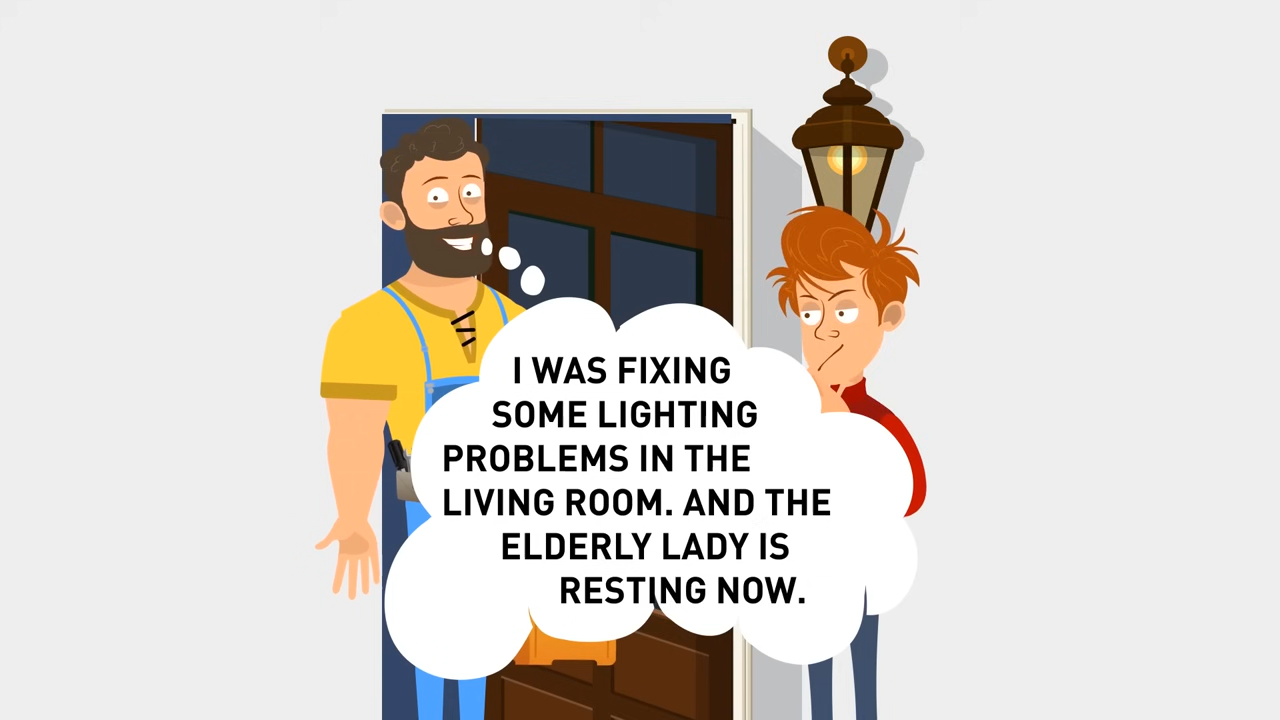 I WAS FIXING
SOME LIGHTING
PROBLEMS IN THE
LIVING ROOM. AND THE
ELDERLY LADY IS
RESTING NOW.